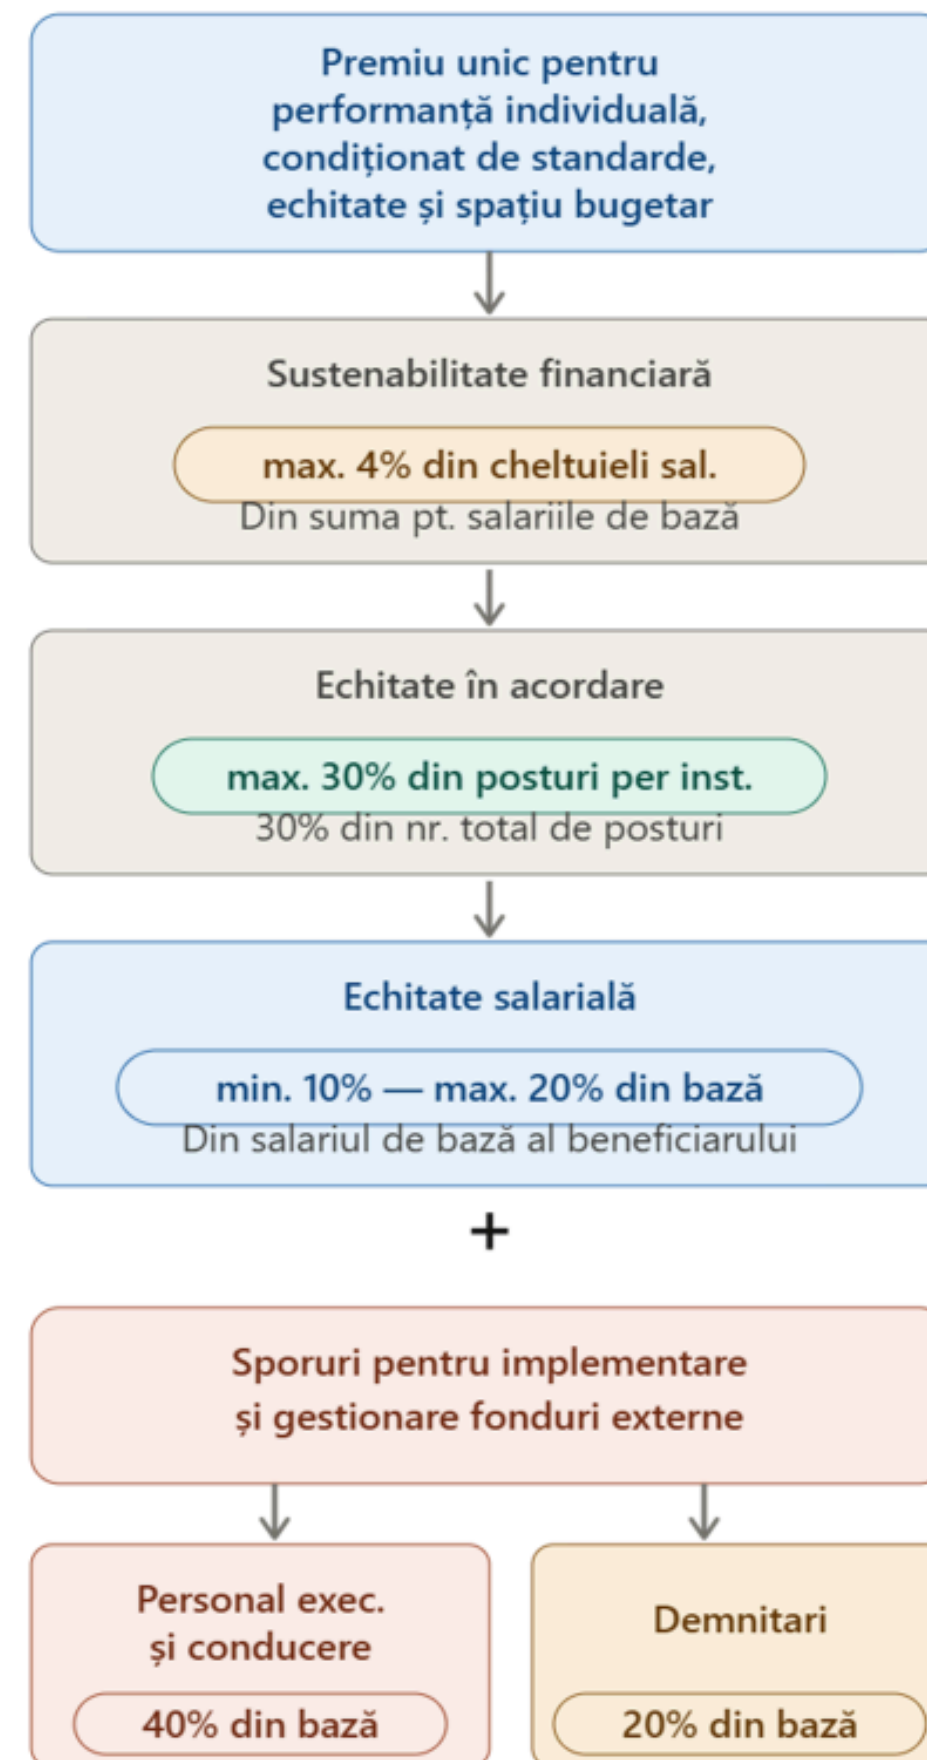 Premiu unic pentru
performanță individuală,
condiționat de standarde,
echitate și spațiu bugetar
Sustenabilitate financiară
max. 4% din cheltuieli sal.
Din suma pt. salariile de bază
Echitate în acordare
max. 30% din posturi per inst.
30% din nr. total de posturi
Echitate salarială
min. 10% — max. 20% din bază
Din salariul de bază al beneficiarului
+
Sporuri pentru implementare
și gestionare fonduri externe
Personal exec.
și conducere
40% din bază
Demnitari
20% din bază